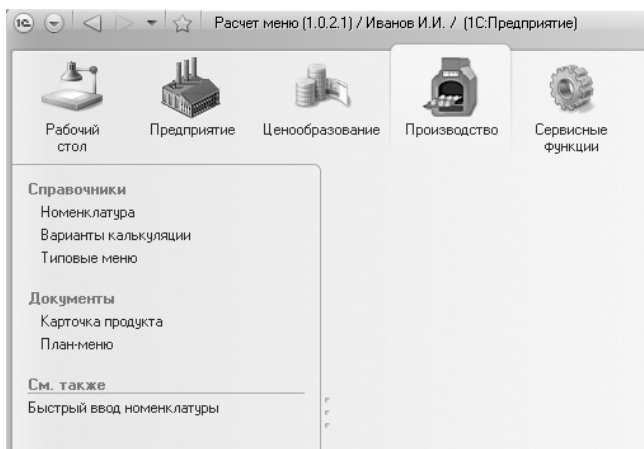 1С Расчет меню (1.0.2.1) / Иванов И.И. / (1С:Предприятие)
Рабочий стол
Предприятие
Ценообразование
Производство
Сервисные функции
Справочники
Номенклатура
Варианты калькуляции
Типовые меню
Документы
Карточка продукта
План-меню
См. также
Быстрый ввод номенклатуры